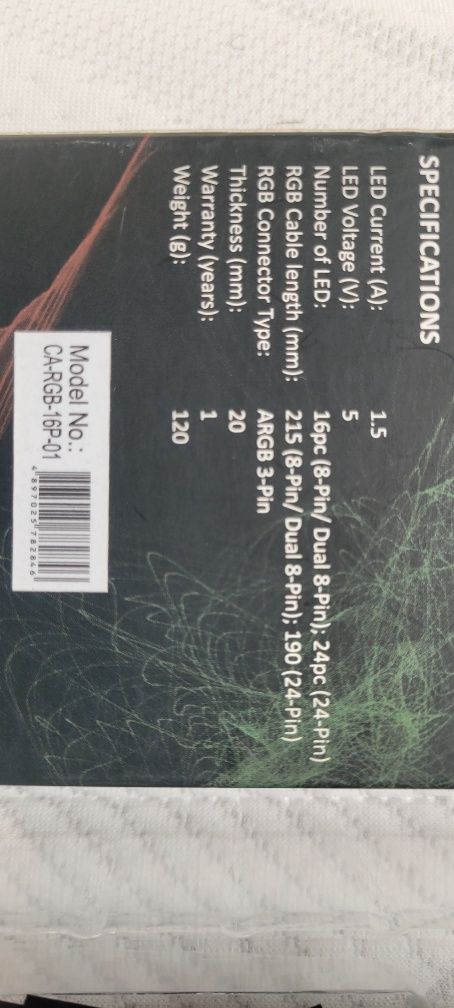 SPECIFICATIONS
LED Current (A): 1.5
LED Voltage (V): 5
Number of LED: 16pc (8-Pin/ Dual 8-Pin); 24pc (24-Pin)
RGB Cable length (mm): 215 (8-Pin/ Dual 8-Pin); 190 (24-Pin)
RGB Connector Type: ARGB 3-Pin
Thickness (mm): 20
Warranty (years): 1
Weight (g): 120
Model No.:
CA-RGB-16P-01
4 897025 782846